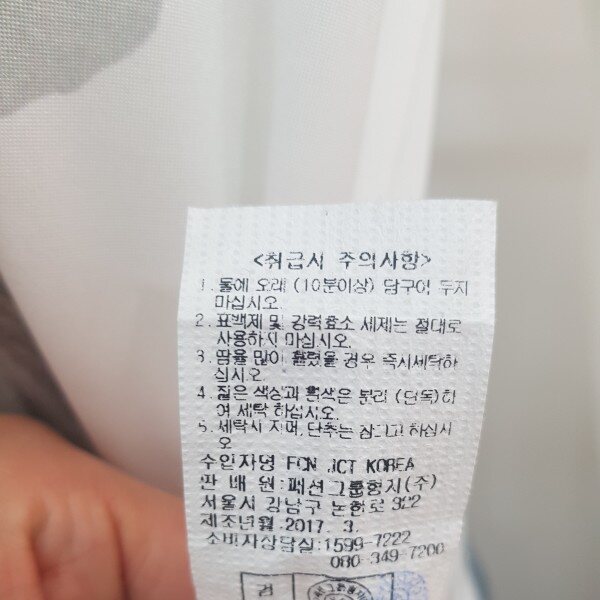 <취급시 주의사항>
1. 물에 오래 (10분이상) 담구어 두지
마십시오.
2. 표백제 및 강력효소 세제는 절대로
사용하지 마십시오.
3. 땀을 많이 흘렸을 경우 즉시세탁하
십시오.
4. 짙은 색상과 흰색은 분리 (단독)하
여 세탁 하십시오.
5. 세탁시 지퍼, 단추는 잠그고 하십시
오
수입자명 FCN JCT KOREA
판 매 원:패션그룹형지(주)
서울시 강남구 논현로 322
제조년월.2017. 3.
소비자상담실:1599-7222
080-349-7200
검